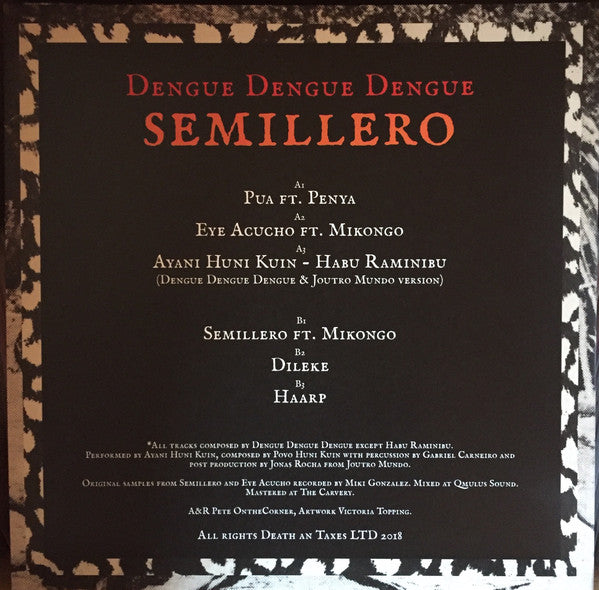 Dengue Dengue Dengue
SEMILLERO
A1
Pua ft. Penya
A2
Eye Acucho ft. Mikongo
A3
Ayani Huni Kuin - Habu Raminibu
(Dengue Dengue Dengue & Joutro Mundo version)
B1
Semillero ft. Mikongo
B2
Dileke
B3
Haarp
*All tracks composed by Dengue Dengue Dengue except Habu Raminibu.
Performed by Ayani Huni Kuin, composed by Povo Huni Kuin with percussion by Gabriel Carneiro and
post production by Jonas Rocha from Joutro Mundo.
Original samples from Semillero and Eye Acucho recorded by Miki Gonzalez. Mixed at Qmulus Sound.
Mastered at The Carvery.
A&R Pete OntheCorner, Artwork Victoria Topping.
All rights Death an Taxes LTD 2018